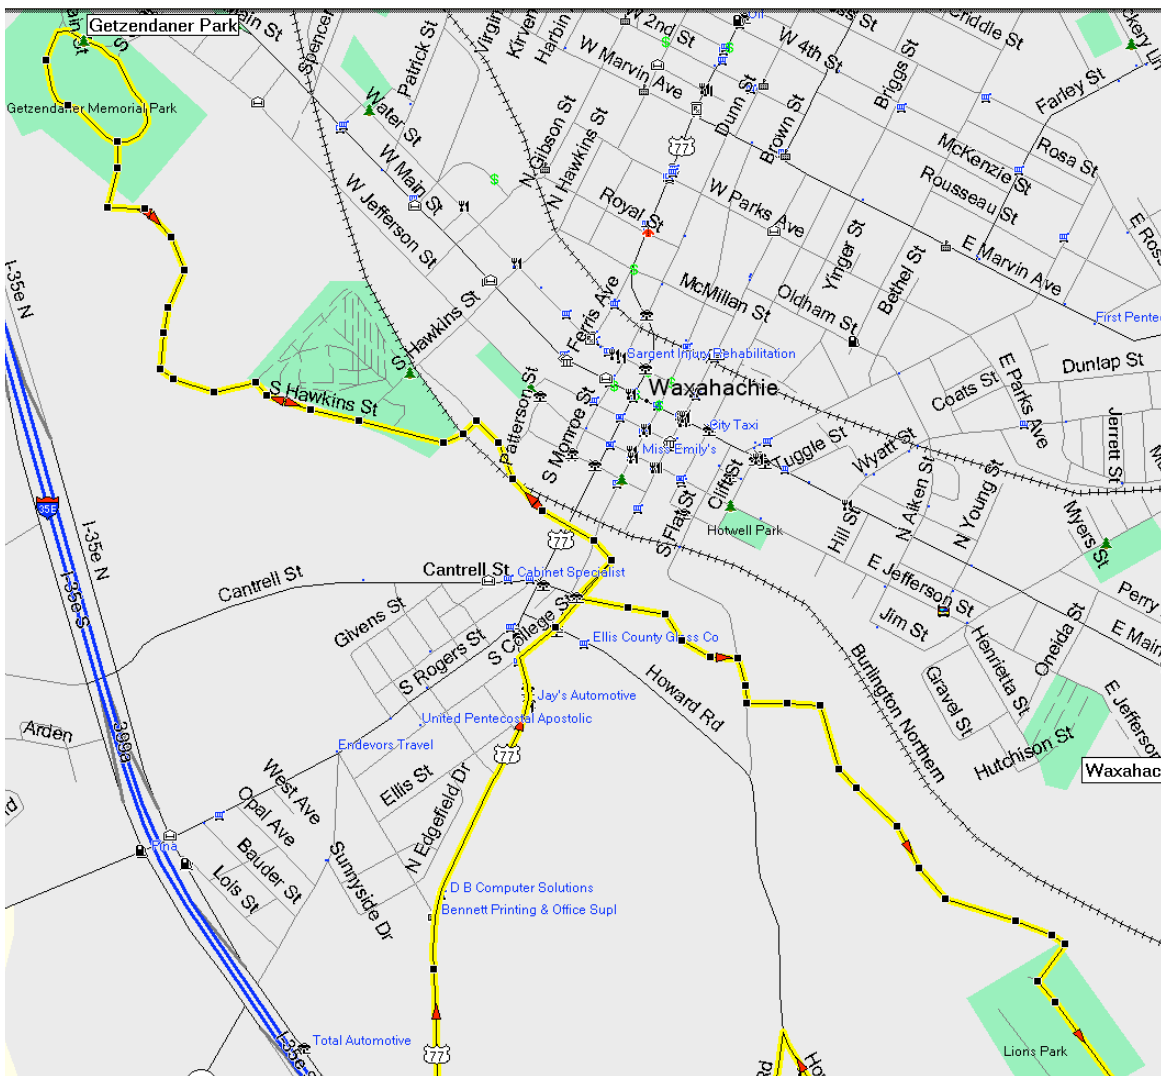 Getzendaner Park
Getzendaner Memorial Park
Spencer
Patrick St
Virgin
Kirven
Harbin
W 2nd St
W Marvin Ave
W 4th St
Criddle St
Farley St
Briggs St
Water St
W Main St
W Jefferson St
N Gibson St
N Hawkins St
77
Dunn St
Brown St
McKenzie St
Rosa St
Rousseau St
Royal St
W Parks Ave
Yinger St
E Ros
E Marvin Ave
Bethel St
I-35e N
S Hawkins St
Ferris Ave
McMillan St
Oldham St
First Pente
Sargent Injury Rehabilitation
Dunlap St
E Parks Ave
Coats St
Waxahachie
S Hawkins St
Patterson St
S Monroe St
City Taxi
Miss Emily's
Tuggle St
Wyatt St
Jerrett St
Clift St
35E
I-35e N
77
S Flat St
Hotwell Park
Hill St
N Aiken St
N Young St
Myers St
I-35e S
Cantrell St
Cantrell St
Cabinet Specialist
E Jefferson St
Perry
E Main
Givens St
S College St
Jim St
Oneida St
Ellis County Glass Co
Henrietta St
S Rogers St
Howard Rd
Burlington Northern
Gravel St
E Jefferson
Jay's Automotive
United Pentecostal Apostolic
Arden
399a
Endevors Travel
77
Hutchison St
Waxahac
West Ave
Ellis St
Opal Ave
N Edgefield Dr
Pina
Bauder St
Sunnyside Dr
Lois St
D B Computer Solutions
Bennett Printing & Office Supl
Total Automotive
I-35e S
77
Lions Park